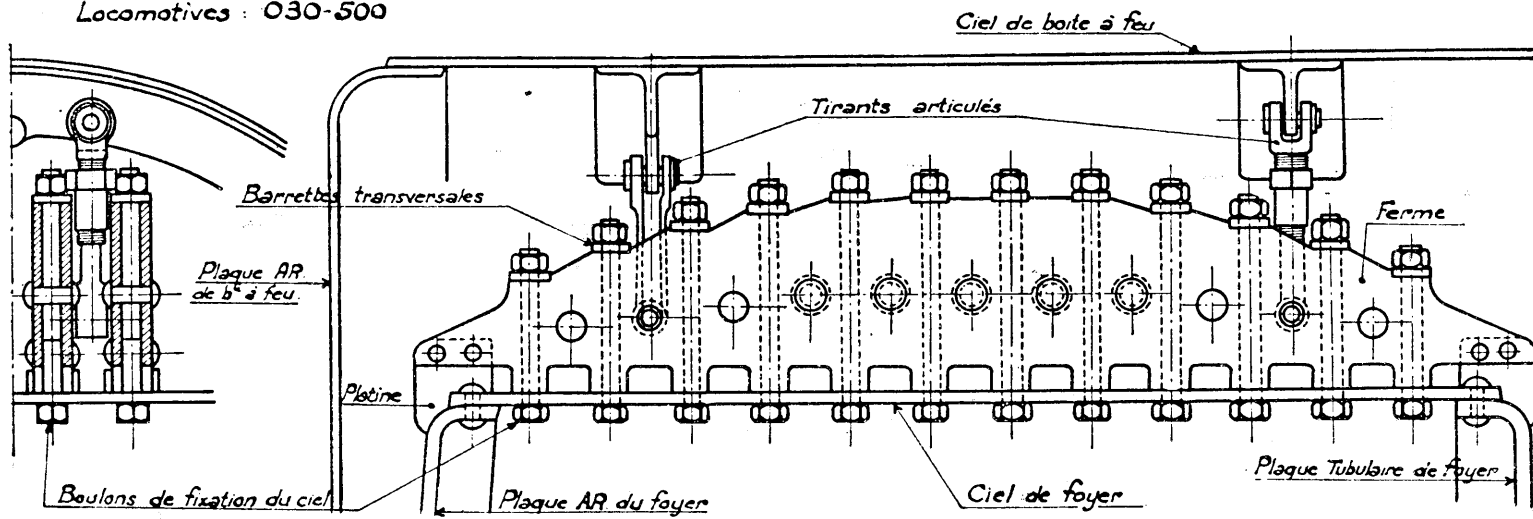 Locomotives : 030-500
Ciel de boite à feu
Tirants articulés
Barrettes transversales
Ferme
Plaque AR
de bte à feu
Platine
Boulons de fixation du ciel
Plaque AR du foyer
Ciel de foyer
Plaque Tubulaire de foyer